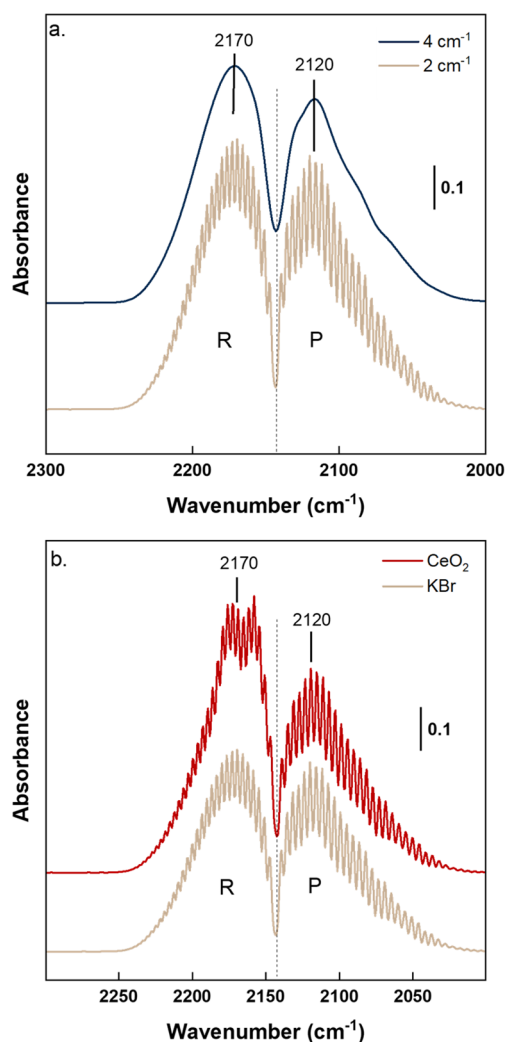 a.
2170
2120
4 cm⁻¹
2 cm⁻¹
0.1
Absorbance
R
P
2300
2200
2100
2000
Wavenumber (cm⁻¹)
b.
2170
2120
CeO₂
KBr
0.1
Absorbance
R
P
2250
2200
2150
2100
2050
Wavenumber (cm⁻¹)